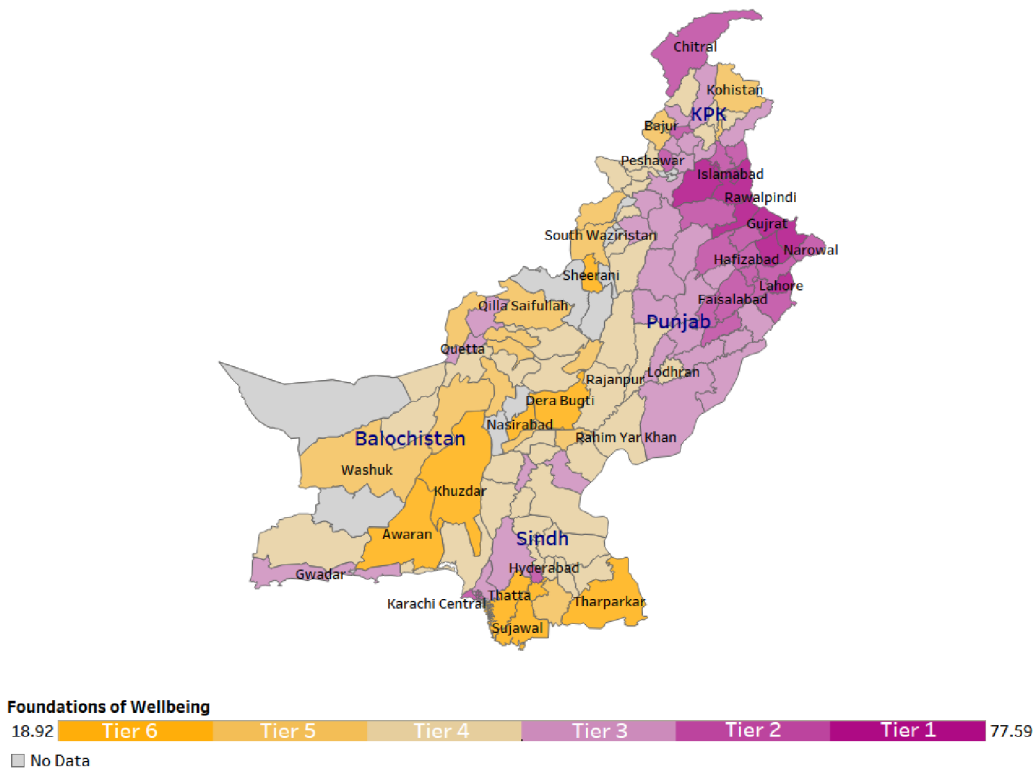 Chitral
Kohistan
KPK
Bajur
Peshawar
Islamabad
Rawalpindi
Gujrat
South Waziristan
Narowal
Hafizabad
Sheerani
Lahore
Faisalabad
Qilla Saifullah
Punjab
Quetta
Lodhran
Rajanpur
Dera Bugti
Nasirabad
Balochistan
Rahim Yar Khan
Washuk
Khuzdar
Awaran
Sindh
Hyderabad
Gwadar
Thatta
Karachi Central
Tharparkar
Sujawal
Foundations of Wellbeing
18.92 Tier 6 Tier 5 Tier 4 Tier 3 Tier 2 Tier 1 77.59
No Data